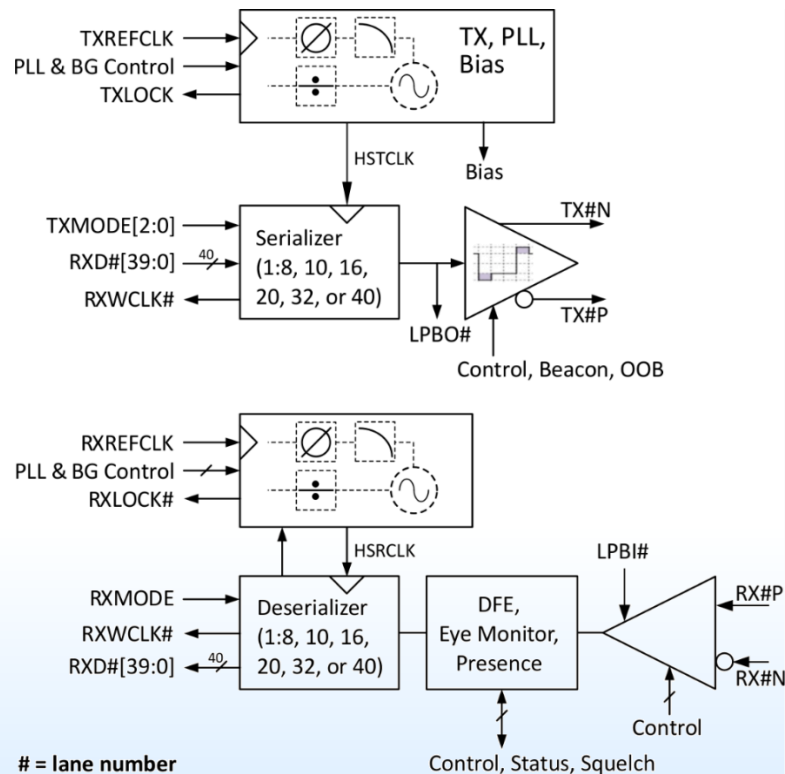 TXREFCLK
PLL & BG Control
TXLOCK
TX, PLL,
Bias
HSTCLK
Bias
TXMODE[2:0]
RXD#[39:0]
40
RXWCLK#
Serializer
(1:8, 10, 16,
20, 32, or 40)
LPBO#
TX#N
TX#P
Control, Beacon, OOB
RXREFCLK
PLL & BG Control
RXLOCK#
HSRCLK
RXMODE
RXWCLK#
RXD#[39:0]
40
Deserializer
(1:8, 10, 16,
20, 32, or 40)
DFE,
Eye Monitor,
Presence
LPBI#
RX#P
RX#N
Control
Control, Status, Squelch
# = lane number